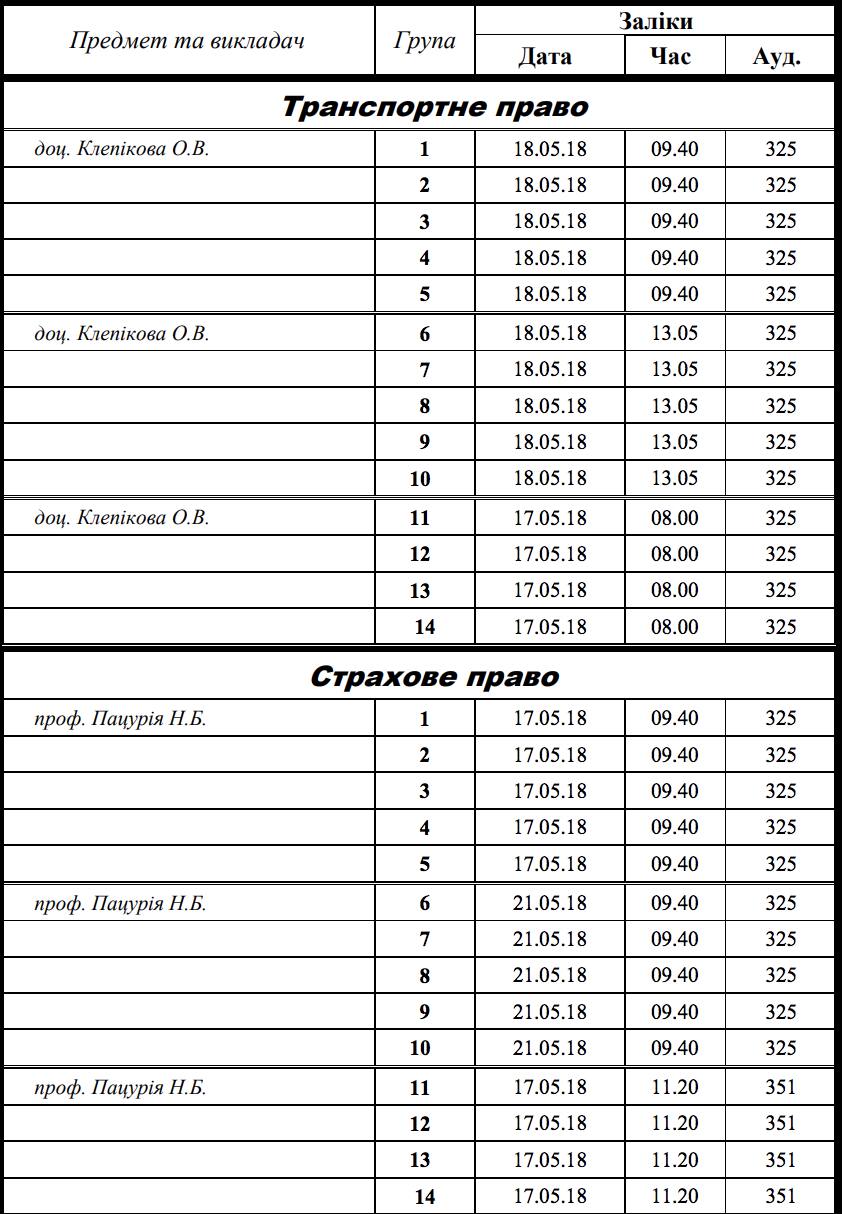 Предмет та викладач Група Заліки
Дата Час Ауд.
Транспортне право
доц. Клепікова О.В. 1 18.05.18 09.40 325
2 18.05.18 09.40 325
3 18.05.18 09.40 325
4 18.05.18 09.40 325
5 18.05.18 09.40 325
доц. Клепікова О.В. 6 18.05.18 13.05 325
7 18.05.18 13.05 325
8 18.05.18 13.05 325
9 18.05.18 13.05 325
10 18.05.18 13.05 325
доц. Клепікова О.В. 11 17.05.18 08.00 325
12 17.05.18 08.00 325
13 17.05.18 08.00 325
14 17.05.18 08.00 325
Страхове право
проф. Пацурія Н.Б. 1 17.05.18 09.40 325
2 17.05.18 09.40 325
3 17.05.18 09.40 325
4 17.05.18 09.40 325
5 17.05.18 09.40 325
проф. Пацурія Н.Б. 6 21.05.18 09.40 325
7 21.05.18 09.40 325
8 21.05.18 09.40 325
9 21.05.18 09.40 325
10 21.05.18 09.40 325
проф. Пацурія Н.Б. 11 17.05.18 11.20 351
12 17.05.18 11.20 351
13 17.05.18 11.20 351
14 17.05.18 11.20 351